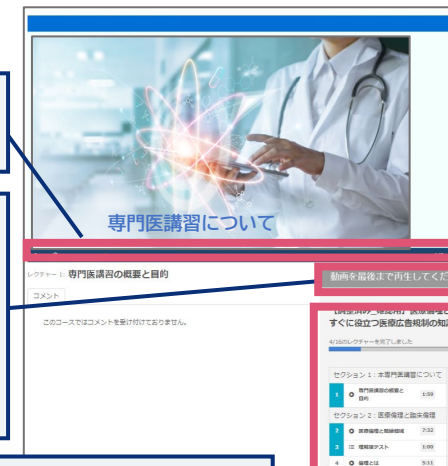 専門医講習について
レクチャー 1: 専門医講習の概要と目的
動画を最後まで再生してくだ
コメント
このコースではコメントを受け付けておりません。
すぐに役立つ医療広告規制の知
4/16のレクチャーを完了しました
セクション 1 : 本専門医講習について
1 専門医講習の概要と目的 1:59
セクション 2 : 医療倫理と臨床倫理
2 医療倫理と臨床倫理 7:32
3 理解度テスト 1:00
4 倫理とは 5:11